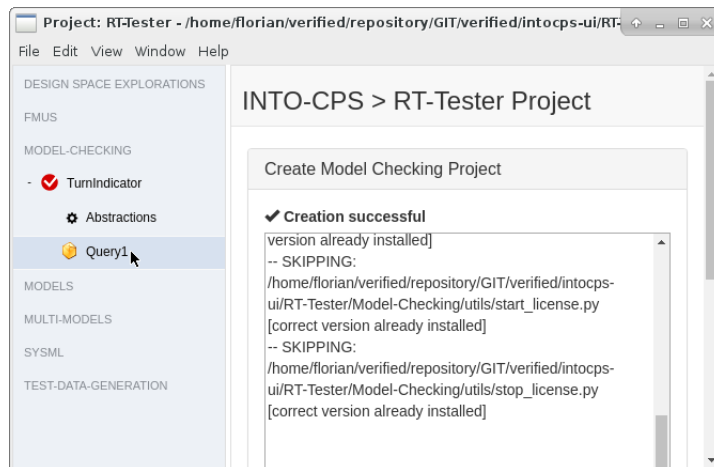 Project: RT-Tester - /home/florian/verified/repository/GIT/verified/intocps-ui/RT-
File Edit View Window Help
DESIGN SPACE EXPLORATIONS
FMUS
MODEL-CHECKING
- TurnIndicator
Abstractions
Query1
MODELS
MULTI-MODELS
SYSML
TEST-DATA-GENERATION
INTO-CPS > RT-Tester Project
Create Model Checking Project
Creation successful
version already installed]
-- SKIPPING:
/home/florian/verified/repository/GIT/verified/intocps-
ui/RT-Tester/Model-Checking/utils/start_license.py
[correct version already installed]
-- SKIPPING:
/home/florian/verified/repository/GIT/verified/intocps-
ui/RT-Tester/Model-Checking/utils/stop_license.py
[correct version already installed]